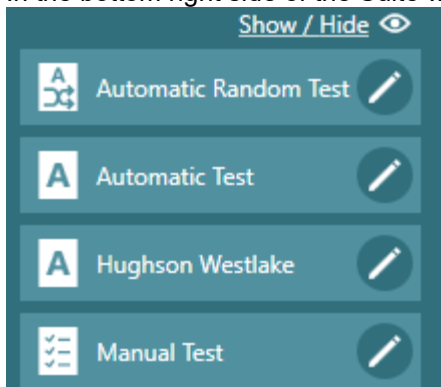 Show / Hide
A
Automatic Random Test
A
Automatic Test
A
Hughson Westlake
Manual Test